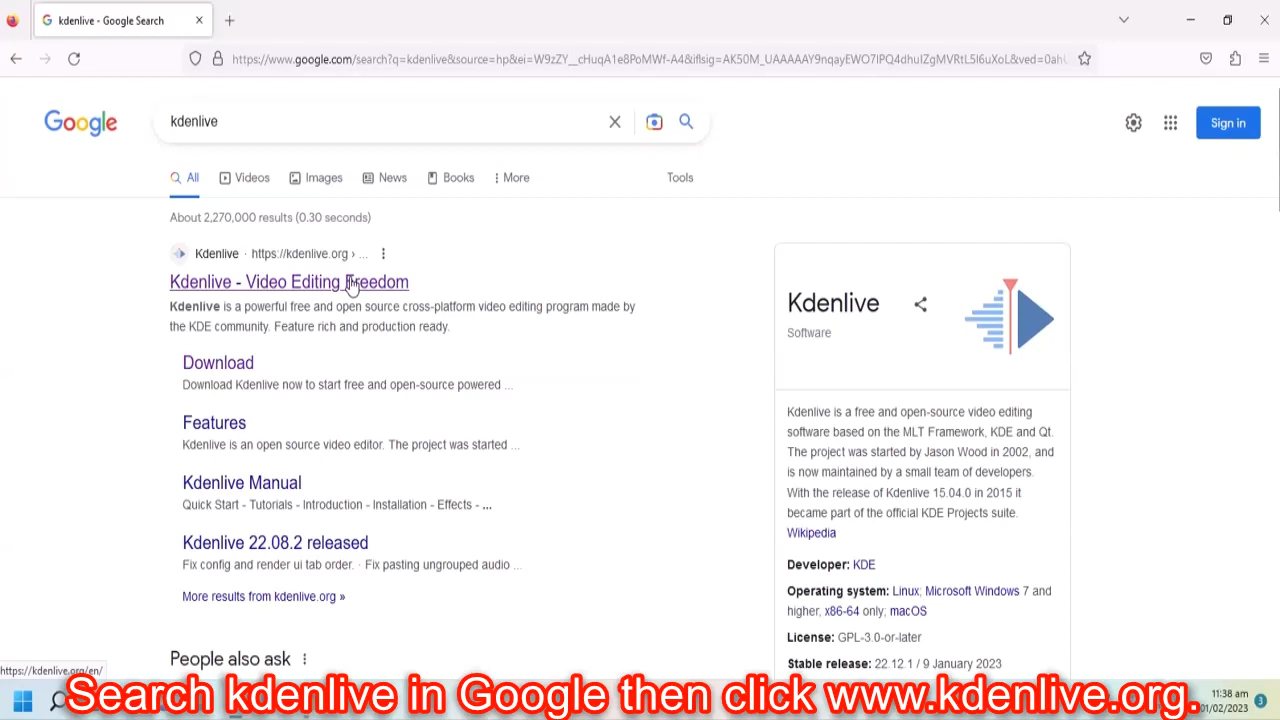 kdenlive - Google Search
https://www.google.com/search?q=kdenlive&source=hp&ei=W9zZY__cHuqA1e8PoMWf-A4&iflsig=AK50M_UAAAAAY9nqayEWO7IPQ4dhuIZgMVRtL5l6uXoL&ved=0ahU
Google
kdenlive
Sign in
All
Videos
Images
News
Books
More
Tools
About 2,270,000 results (0.30 seconds)
Kdenlive · https://kdenlive.org › ...
Kdenlive - Video Editing Freedom
Kdenlive is a powerful free and open source cross-platform video editing program made by
the KDE community. Feature rich and production ready.
Download
Download Kdenlive now to start free and open-source powered ...
Features
Kdenlive is an open source video editor. The project was started ...
Kdenlive Manual
Quick Start - Tutorials - Introduction - Installation - Effects - ...
Kdenlive 22.08.2 released
Fix config and render ui tab order. · Fix pasting ungrouped audio ...
More results from kdenlive.org »
People also ask
Kdenlive
Software
Kdenlive is a free and open-source video editing
software based on the MLT Framework, KDE and Qt.
The project was started by Jason Wood in 2002, and
is now maintained by a small team of developers.
With the release of Kdenlive 15.04.0 in 2015 it
became part of the official KDE Projects suite.
Wikipedia
Developer: KDE
Operating system: Linux; Microsoft Windows 7 and
higher, x86-64 only; macOS
License: GPL-3.0-or-later
Stable release: 22.12.1 / 9 January 2023
https://kdenlive.org/en/
Search kdenlive in Google then click www.kdenlive.org.
11:38 am
01/02/2023
3